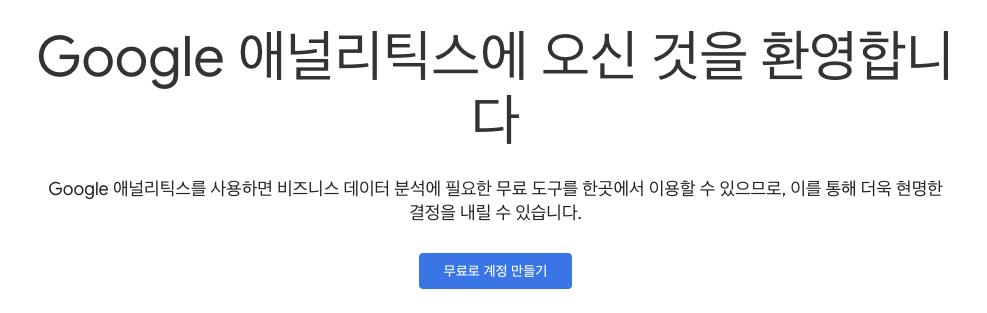 Google 애널리틱스에 오신 것을 환영합니
다
Google 애널리틱스를 사용하면 비즈니스 데이터 분석에 필요한 무료 도구를 한곳에서 이용할 수 있으므로, 이를 통해 더욱 현명한
결정을 내릴 수 있습니다.
무료로 계정 만들기